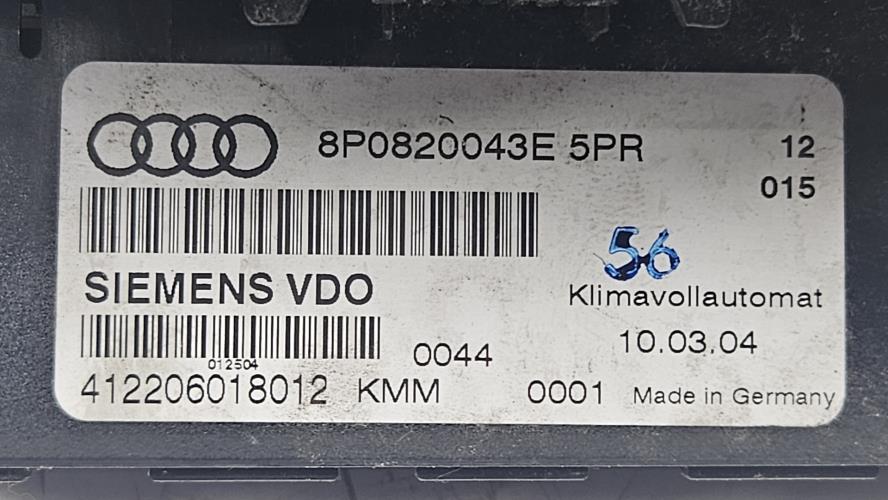 8P0820043E 5PR 12
015
56
SIEMENS VDO
Klimavollautomat
012504
0044
10.03.04
412206018012 KMM 0001 Made in Germany